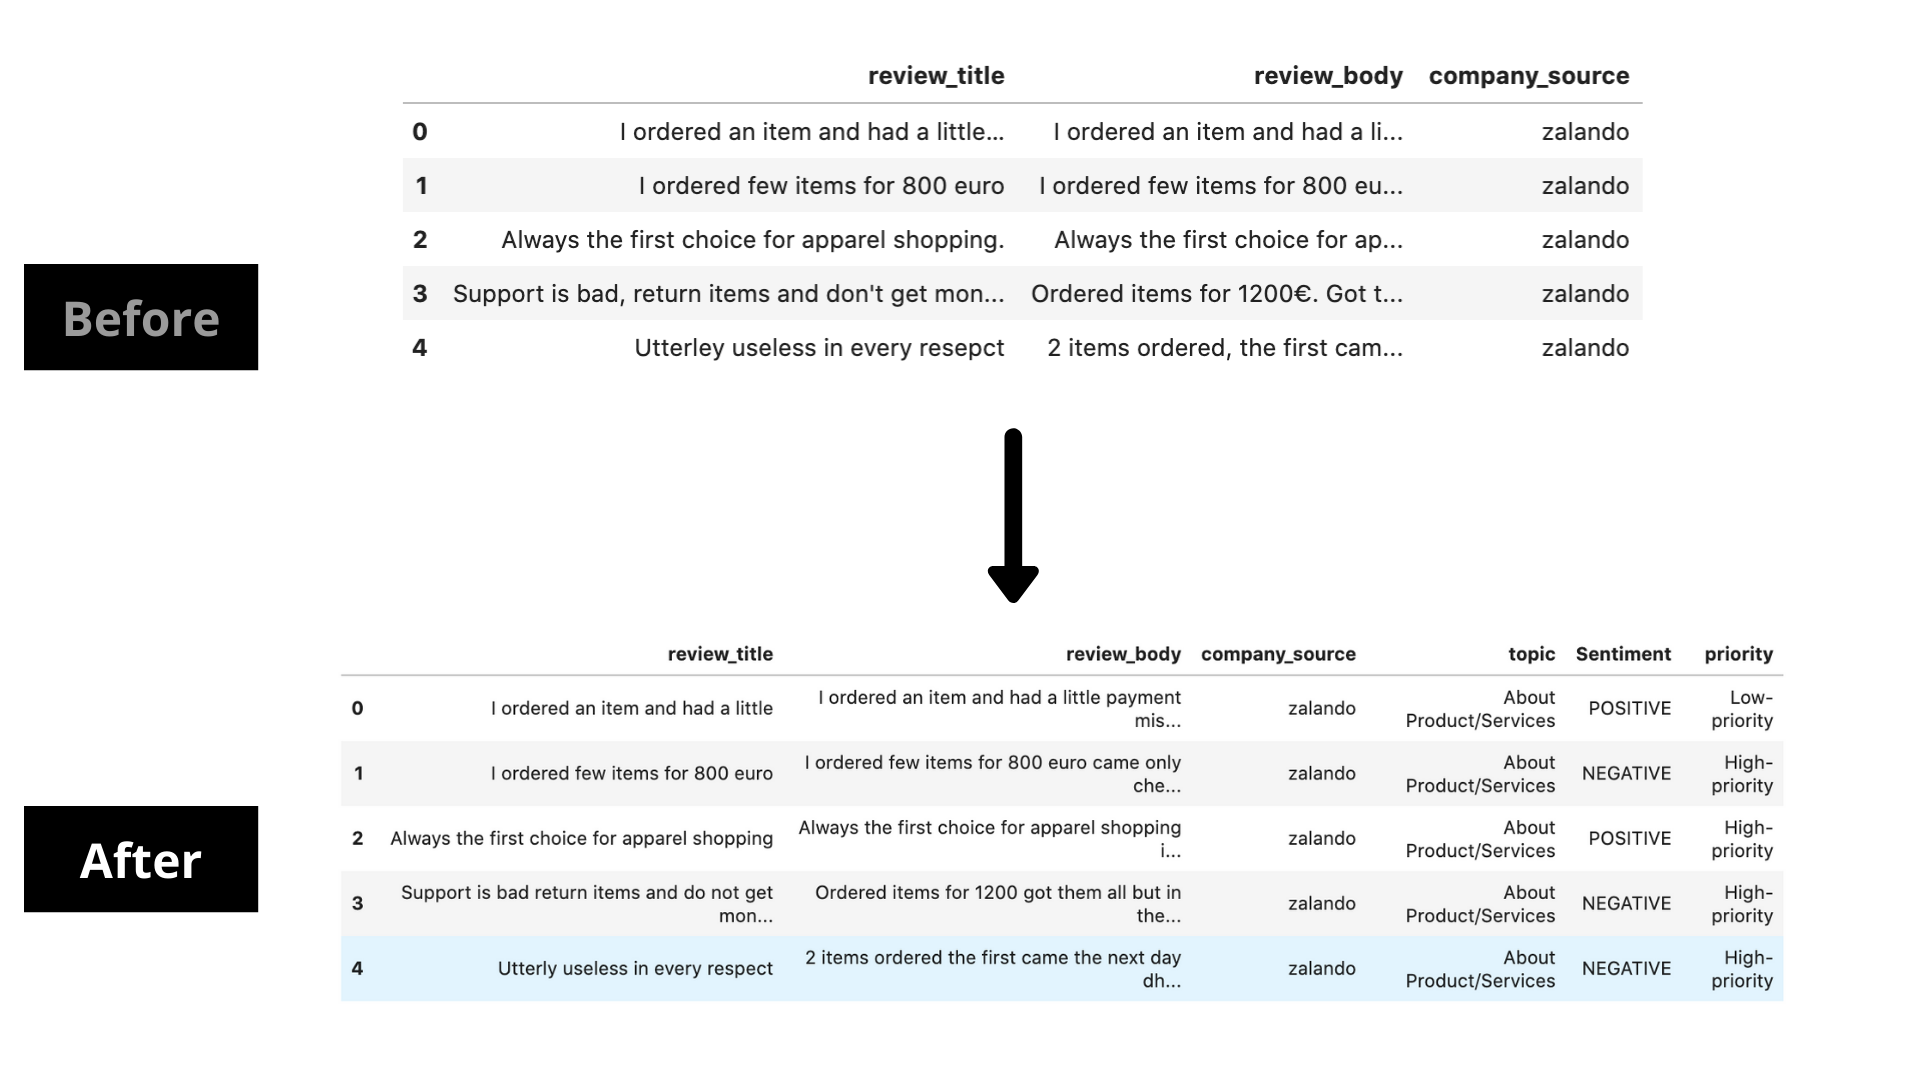 review_title review_body company_source
0 I ordered an item and had a little... I ordered an item and had a li... zalando
1 I ordered few items for 800 euro I ordered few items for 800 eu... zalando
2 Always the first choice for apparel shopping. Always the first choice for ap... zalando
3 Support is bad, return items and don't get mon... Ordered items for 1200€. Got t... zalando
4 Utterley useless in every resepct 2 items ordered, the first cam... zalando
Before
review_title review_body company_source topic Sentiment priority
0 I ordered an item and had a little I ordered an item and had a little payment mis... zalando About Product/Services POSITIVE Low-priority
1 I ordered few items for 800 euro I ordered few items for 800 euro came only che... zalando About Product/Services NEGATIVE High-priority
2 Always the first choice for apparel shopping Always the first choice for apparel shopping i... zalando About Product/Services POSITIVE High-priority
3 Support is bad return items and do not get mon... Ordered items for 1200 got them all but in the... zalando About Product/Services NEGATIVE High-priority
4 Utterly useless in every respect 2 items ordered the first came the next day dh... zalando About Product/Services NEGATIVE High-priority
After